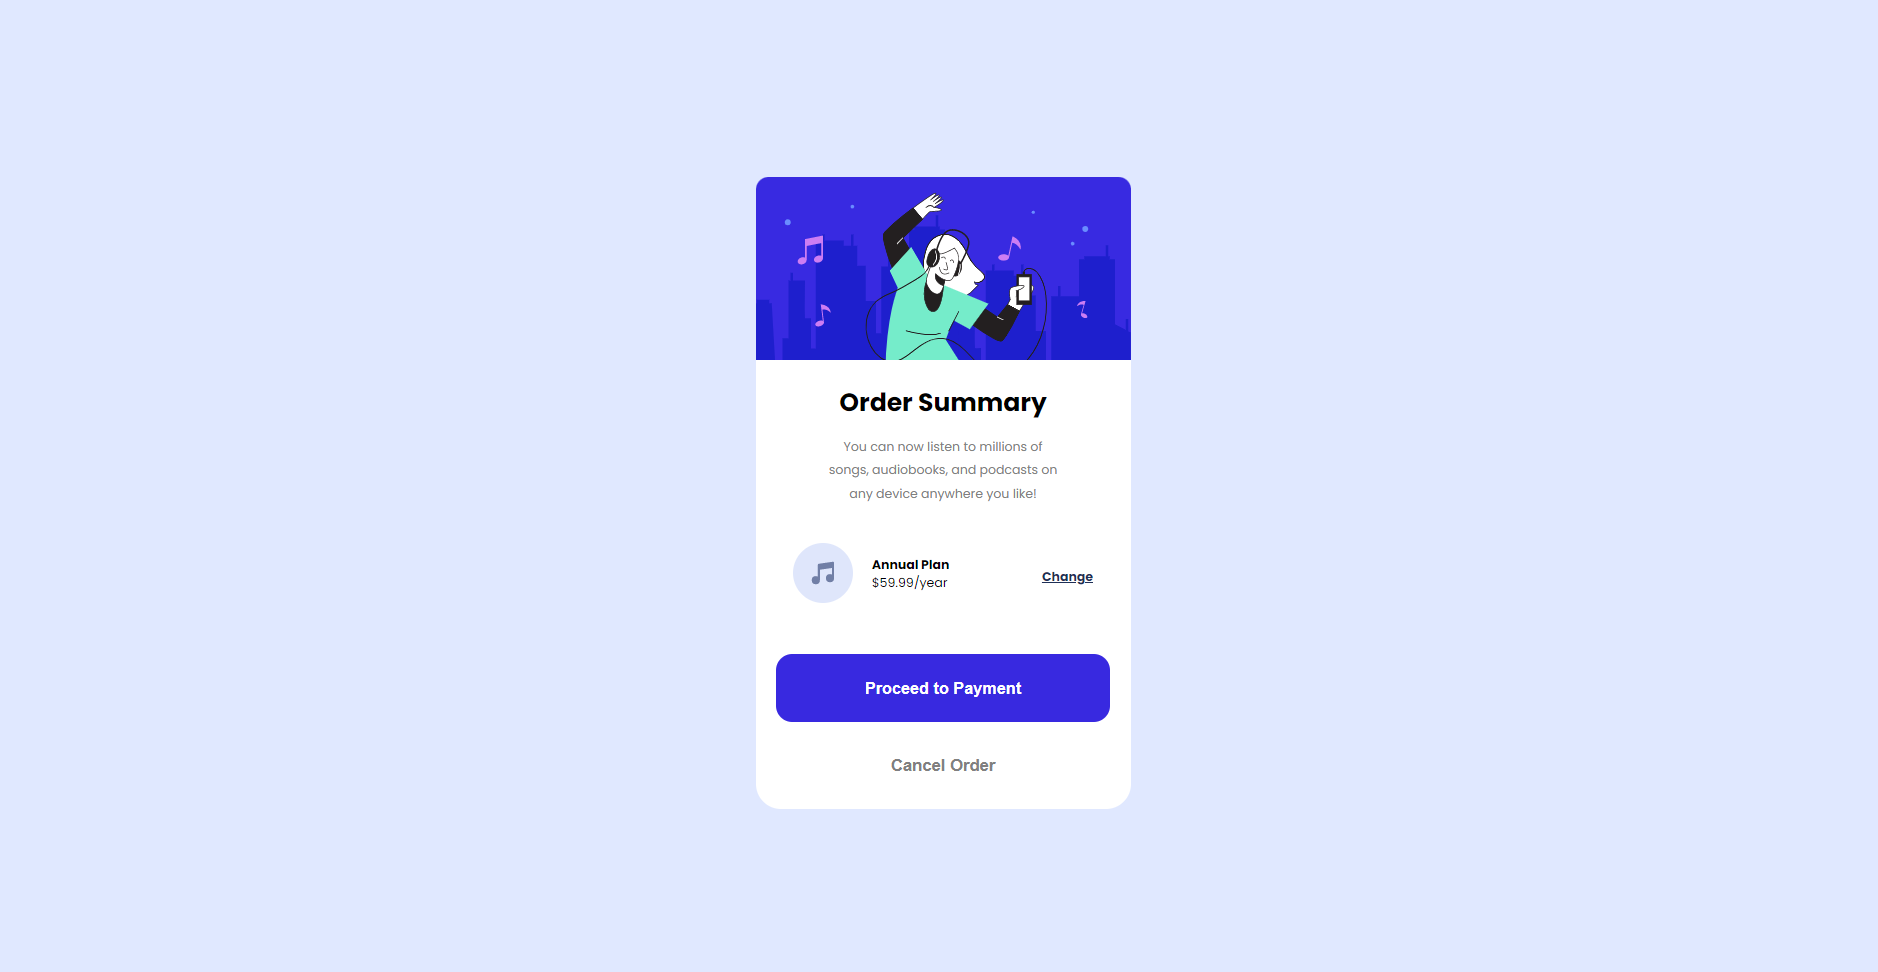 Order Summary
You can now listen to millions of
songs, audiobooks, and podcasts on
any device anywhere you like!
Annual Plan
$59.99/year
Change
Proceed to Payment
Cancel Order